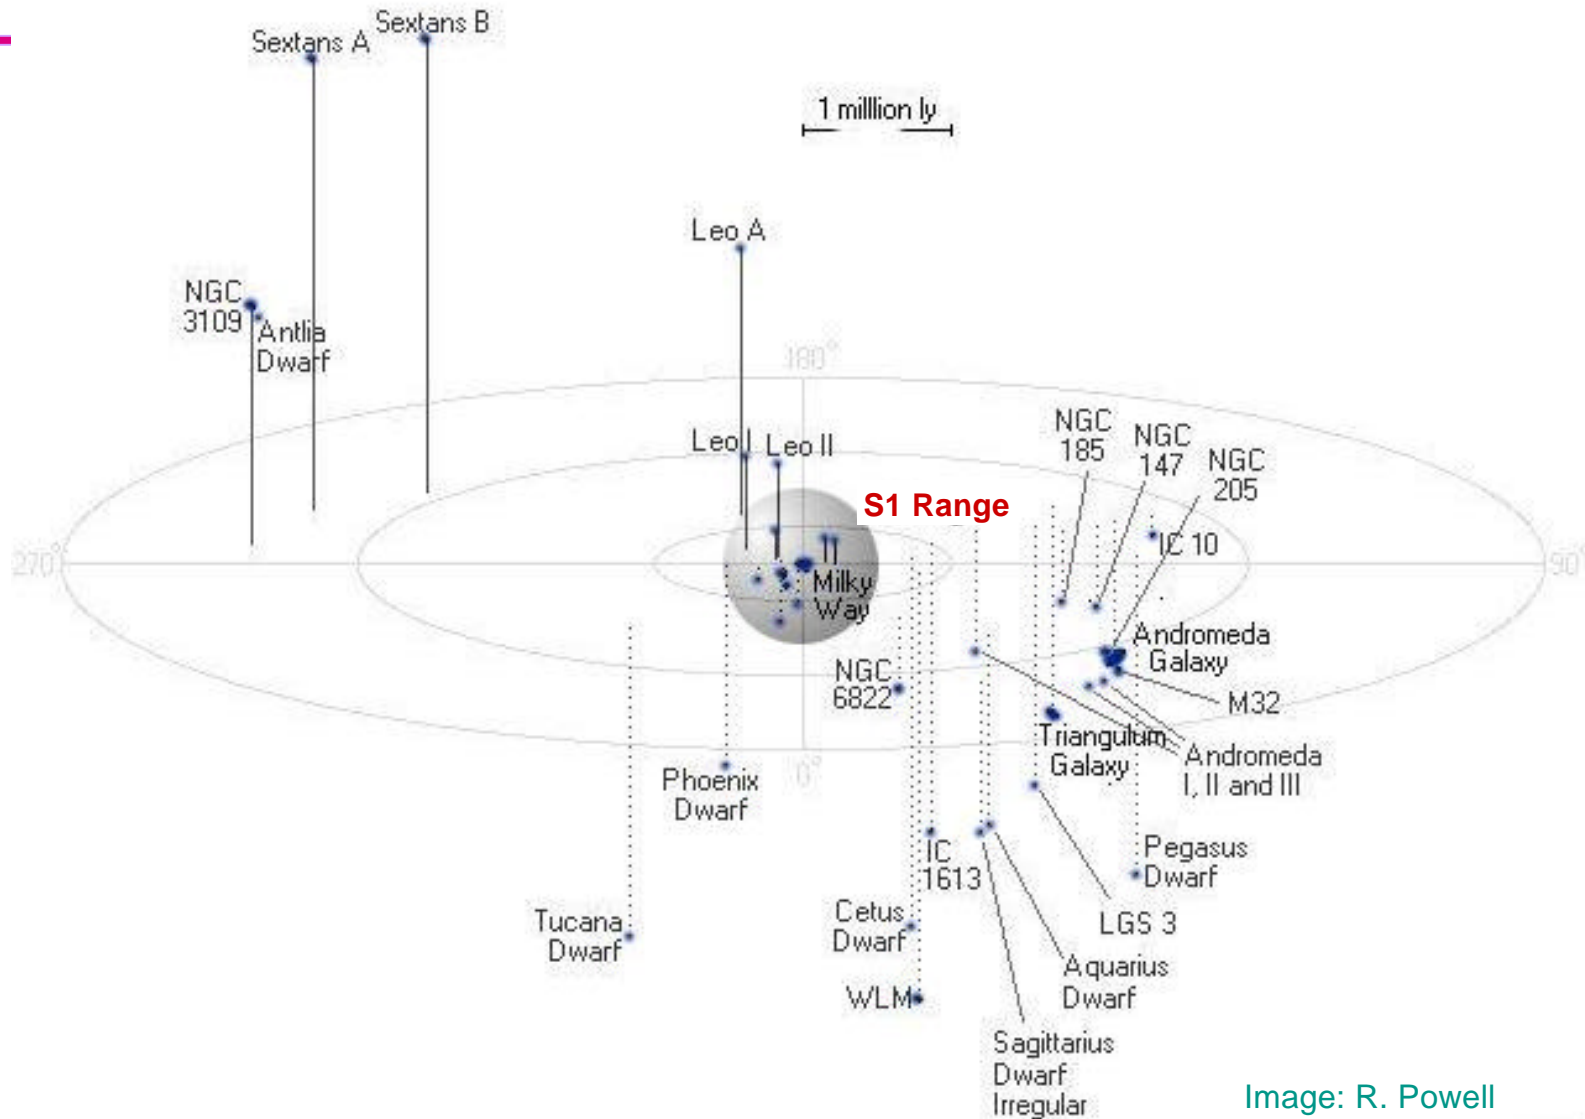 Sextans B
Sextans A
1 milllion ly
Leo A
NGC
3109
Antlia
Dwarf
180°
NGC
185
NGC
147
NGC
205
Leo I
Leo II
S1 Range
IC 10
270°
90°
Milky
Way
Andromeda
Galaxy
NGC
6822
M32
Triangulum
Galaxy
Andromeda
I, II and III
0°
Phoenix
Dwarf
IC
1613
Pegasus
Dwarf
Tucana
Dwarf
Cetus
Dwarf
LGS 3
Aquarius
Dwarf
WLM
Sagittarius
Dwarf
Irregular
Image: R. Powell